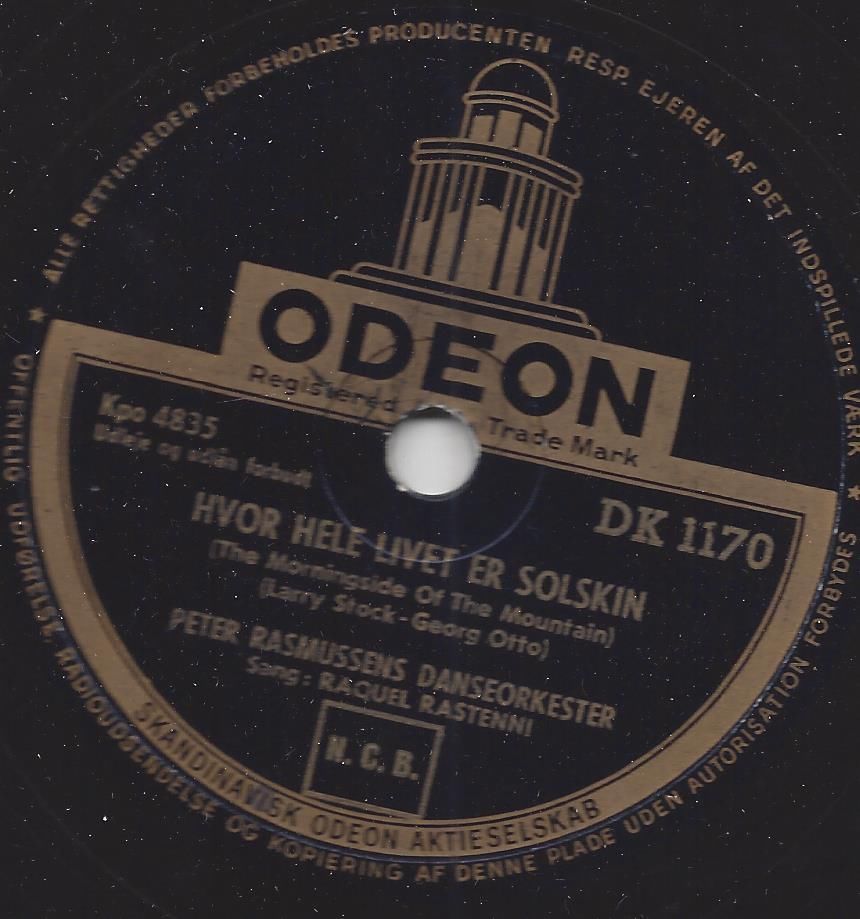 ALLE RETTIGHEDER FORBEHOLDES PRODUCENTEN RESP. EJEREN AF DET INDSPILLEDE VÆRK
ODEON
Registered Trade Mark
Kpo 4835
Udleje og udlån forbudt
DK 1170
HVOR HELE LIVET ER SOLSKIN
(The Morningside Of The Mountain)
(Larry Stock - Georg Otto)
PETER RASMUSSENS DANSEORKESTER
Sang: RAQUEL RASTENNI
N. C. B.
SKANDINAVISK ODEON AKTIESELSKAB
OFFENTLIG UDFØRELSE, RADIOUDSENDELSE OG KOPIERING AF DENNE PLADE UDEN AUTORISATION FORBYDES